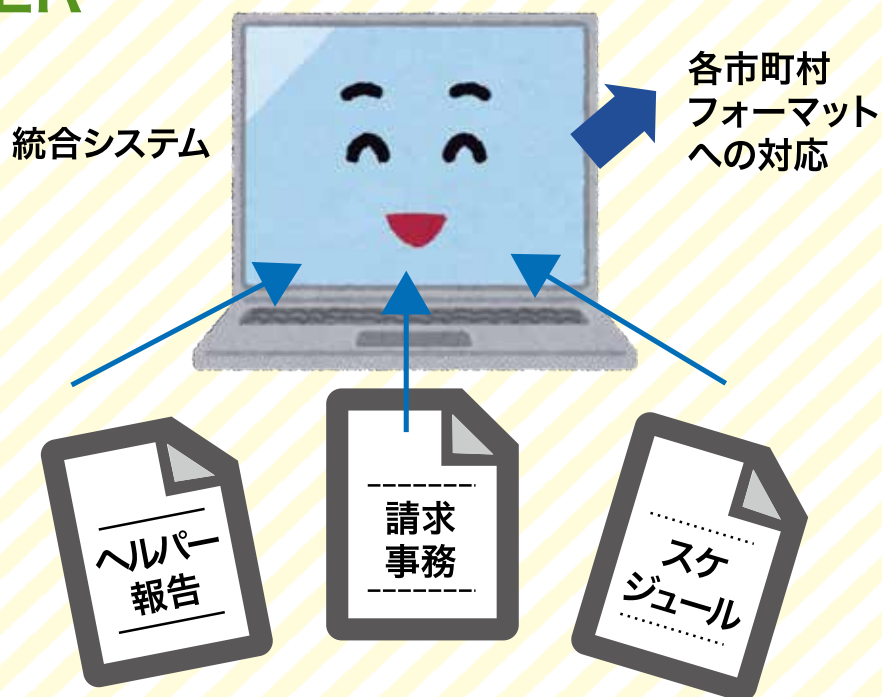 統合システム
各市町村
フォーマット
への対応
ヘルパー
報告
請求
事務
スケ
ジュール